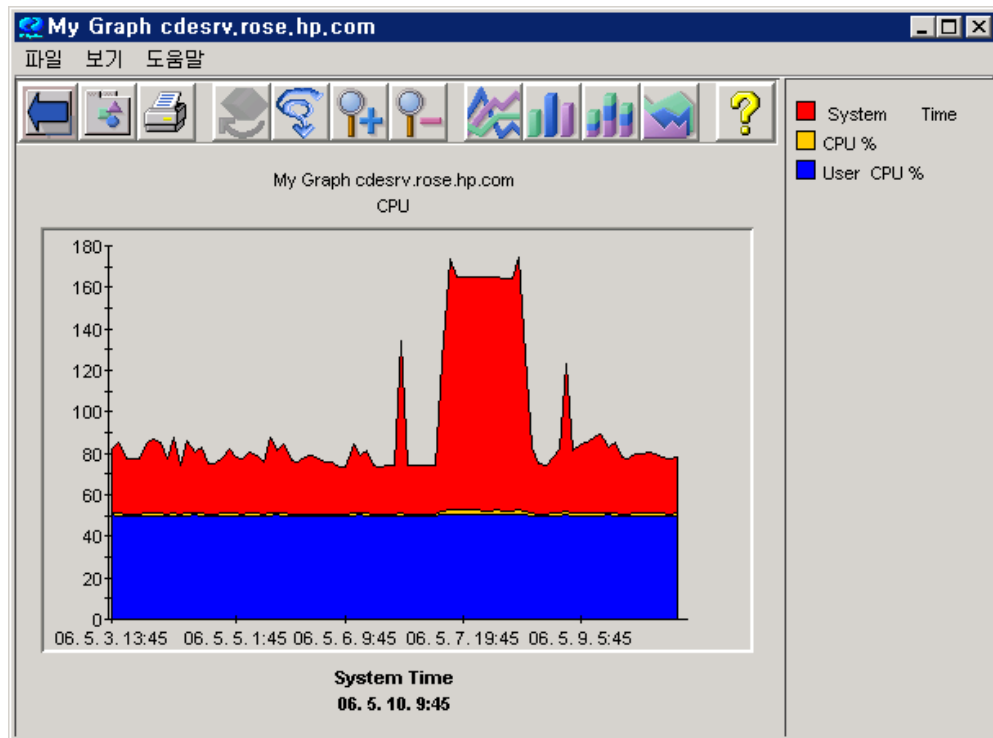 My Graph cdesrv.rose.hp.com
파일 보기 도움말
System Time
CPU %
User CPU %
My Graph cdesrv.rose.hp.com
CPU
180
160
140
120
100
80
60
40
20
0
06. 5. 3. 13:45 06. 5. 5. 1:45 06. 5. 6. 9:45 06. 5. 7. 19:45 06. 5. 9. 5:45
System Time
06. 5. 10. 9:45